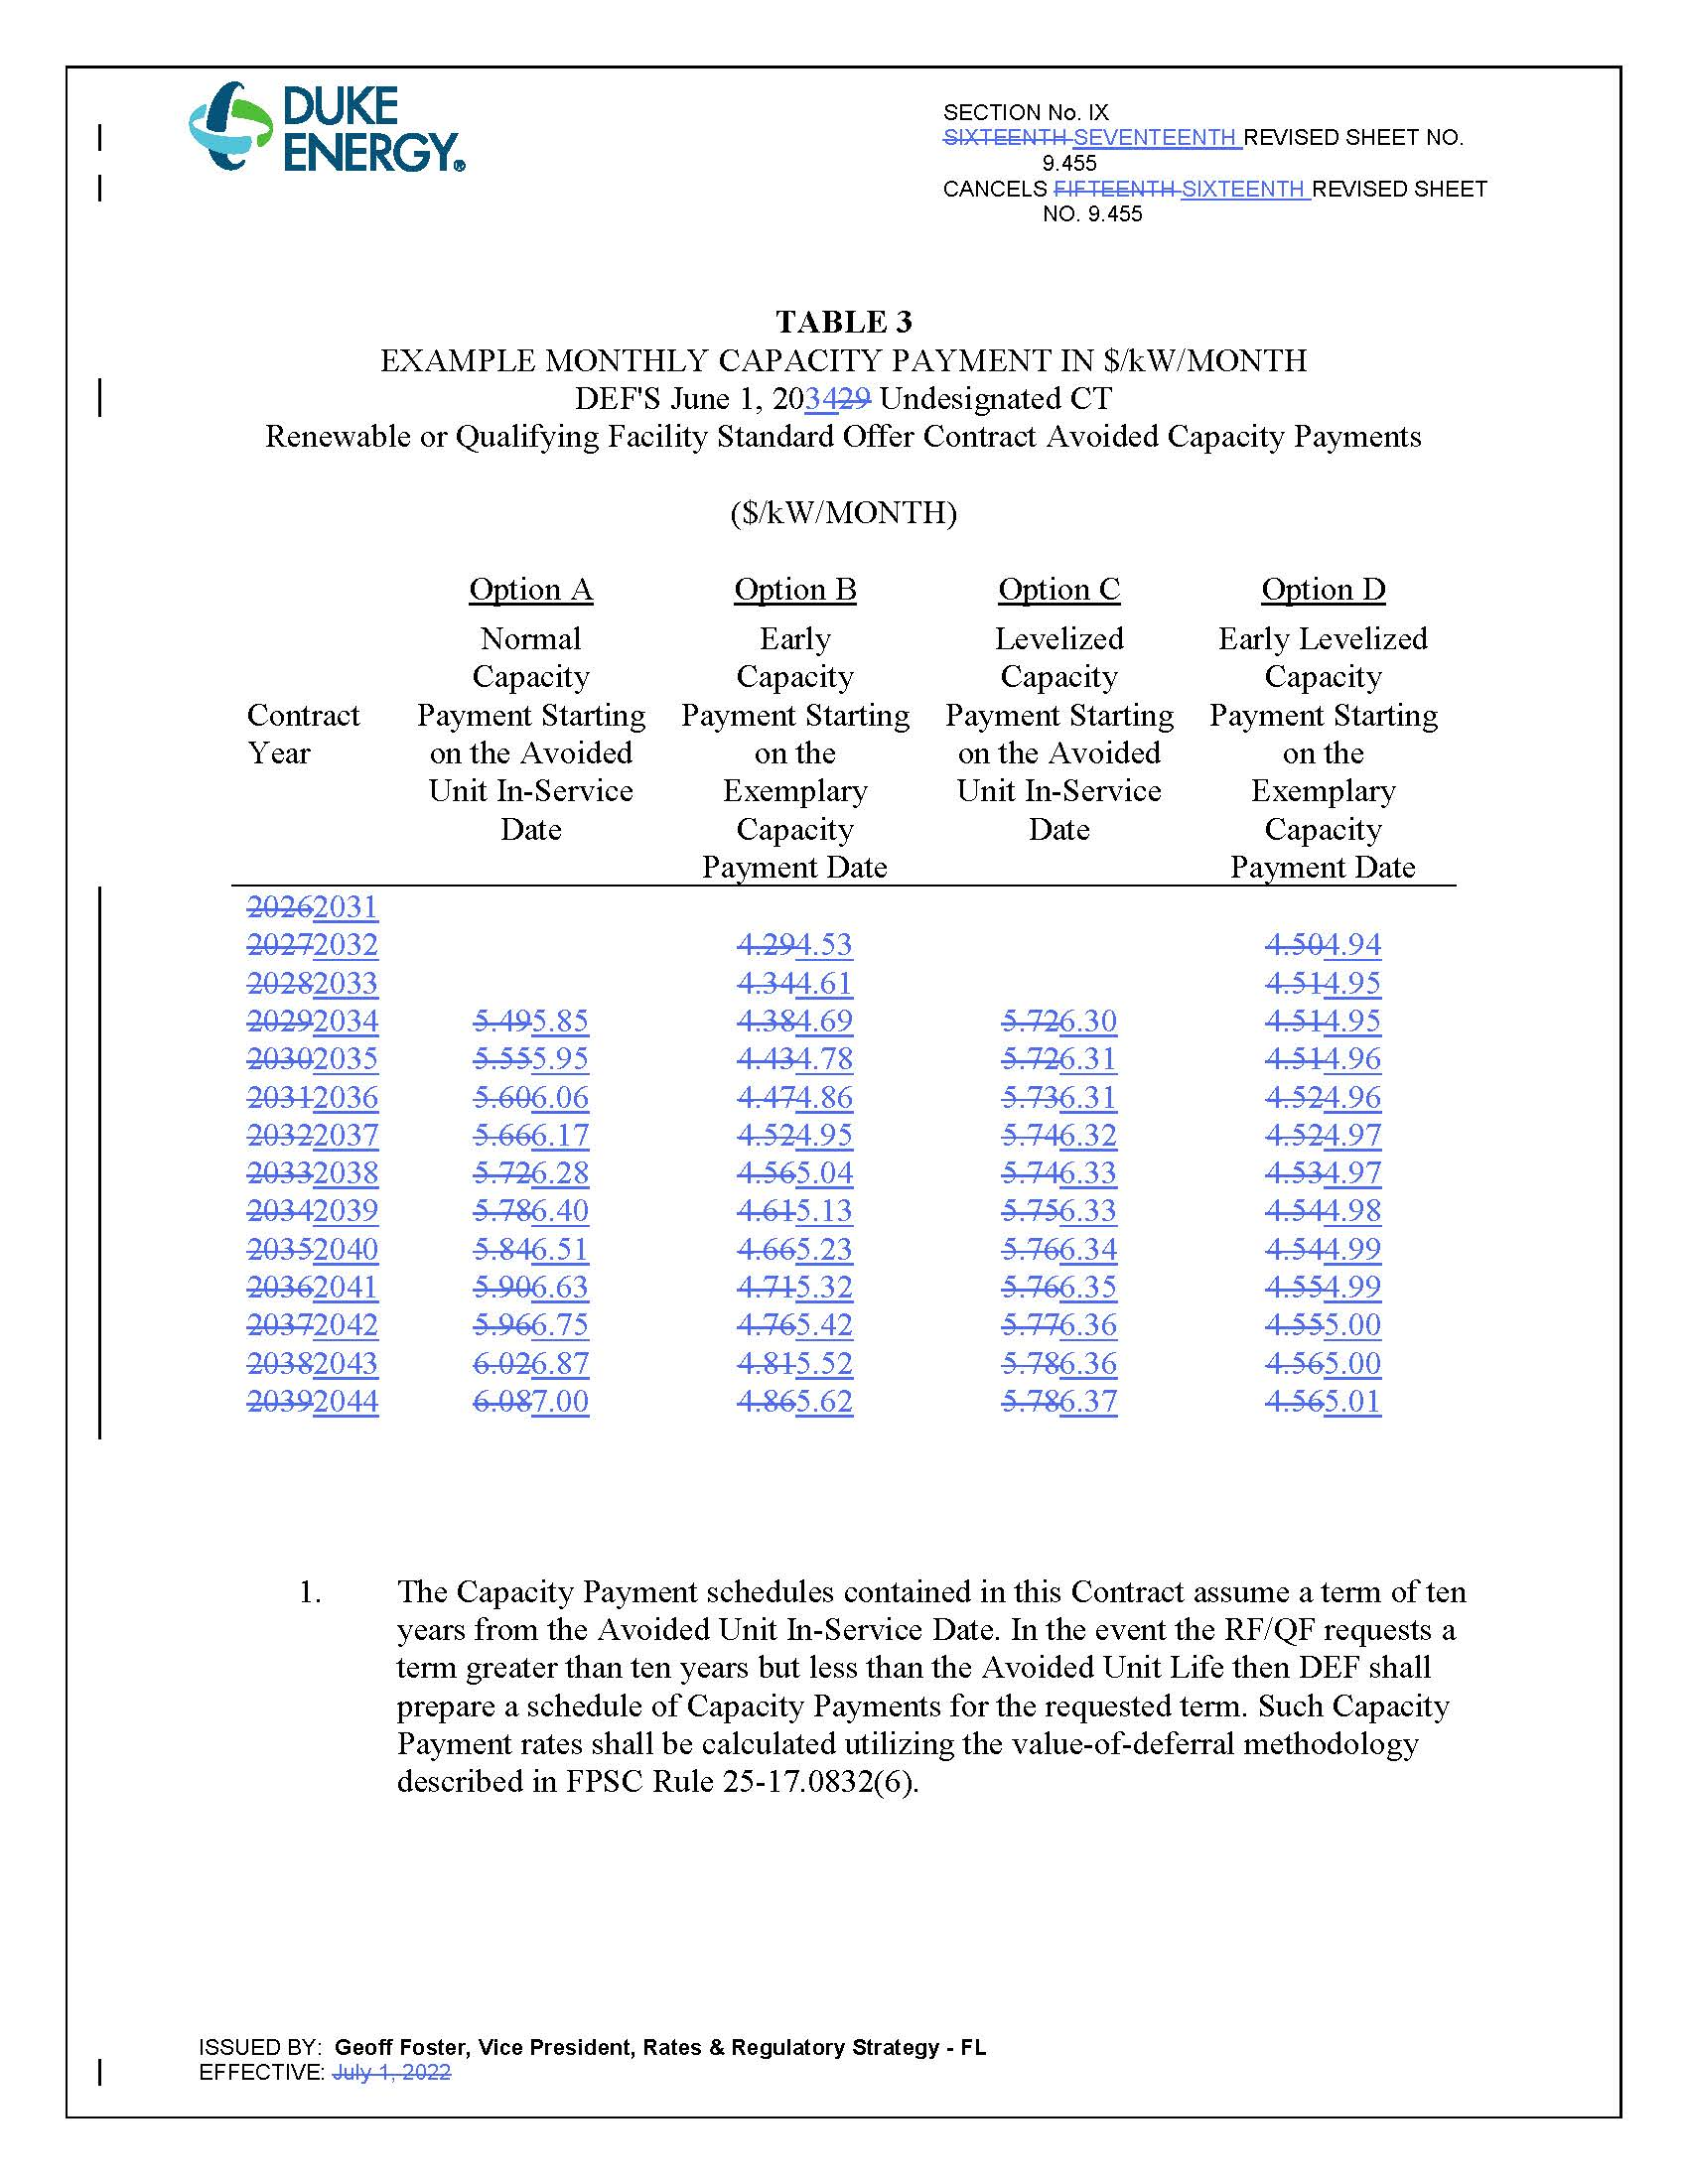 DUKE
ENERGY®
SECTION No. IX
SIXTEENTH SEVENTEENTH REVISED SHEET NO.
9.455
CANCELS FIFTEENTH SIXTEENTH REVISED SHEET
NO. 9.455
TABLE 3
EXAMPLE MONTHLY CAPACITY PAYMENT IN $/kW/MONTH
DEF'S June 1, 203429 Undesignated CT
Renewable or Qualifying Facility Standard Offer Contract Avoided Capacity Payments
($/kW/MONTH)
Option A Option B Option C Option D
Normal Early Levelized Early Levelized
Capacity Capacity Capacity Capacity
Contract Payment Starting Payment Starting Payment Starting Payment Starting
Year on the Avoided on the on the Avoided on the
Unit In-Service Exemplary Unit In-Service Exemplary
Date Capacity Date Capacity
Payment Date Payment Date
20262031
20272032 4.294.53 4.504.94
20282033 4.344.61 4.514.95
20292034 5.495.85 4.384.69 5.726.30 4.514.95
20302035 5.555.95 4.434.78 5.726.31 4.514.96
20312036 5.606.06 4.474.86 5.736.31 4.524.96
20322037 5.666.17 4.524.95 5.746.32 4.524.97
20332038 5.726.28 4.565.04 5.746.33 4.534.97
20342039 5.786.40 4.615.13 5.756.33 4.544.98
20352040 5.846.51 4.665.23 5.766.34 4.544.99
20362041 5.906.63 4.715.32 5.766.35 4.554.99
20372042 5.966.75 4.765.42 5.776.36 4.555.00
20382043 6.026.87 4.815.52 5.786.36 4.565.00
20392044 6.087.00 4.865.62 5.786.37 4.565.01
1. The Capacity Payment schedules contained in this Contract assume a term of ten
years from the Avoided Unit In-Service Date. In the event the RF/QF requests a
term greater than ten years but less than the Avoided Unit Life then DEF shall
prepare a schedule of Capacity Payments for the requested term. Such Capacity
Payment rates shall be calculated utilizing the value-of-deferral methodology
described in FPSC Rule 25-17.0832(6).
ISSUED BY: Geoff Foster, Vice President, Rates & Regulatory Strategy - FL
EFFECTIVE: July 1, 2022